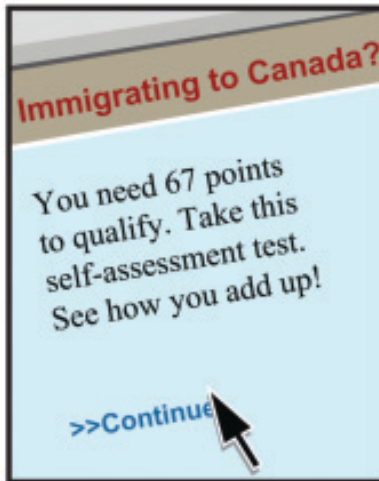 Immigrating to Canada?
You need 67 points
to qualify. Take this
self-assessment test.
See how you add up!
>>Continue